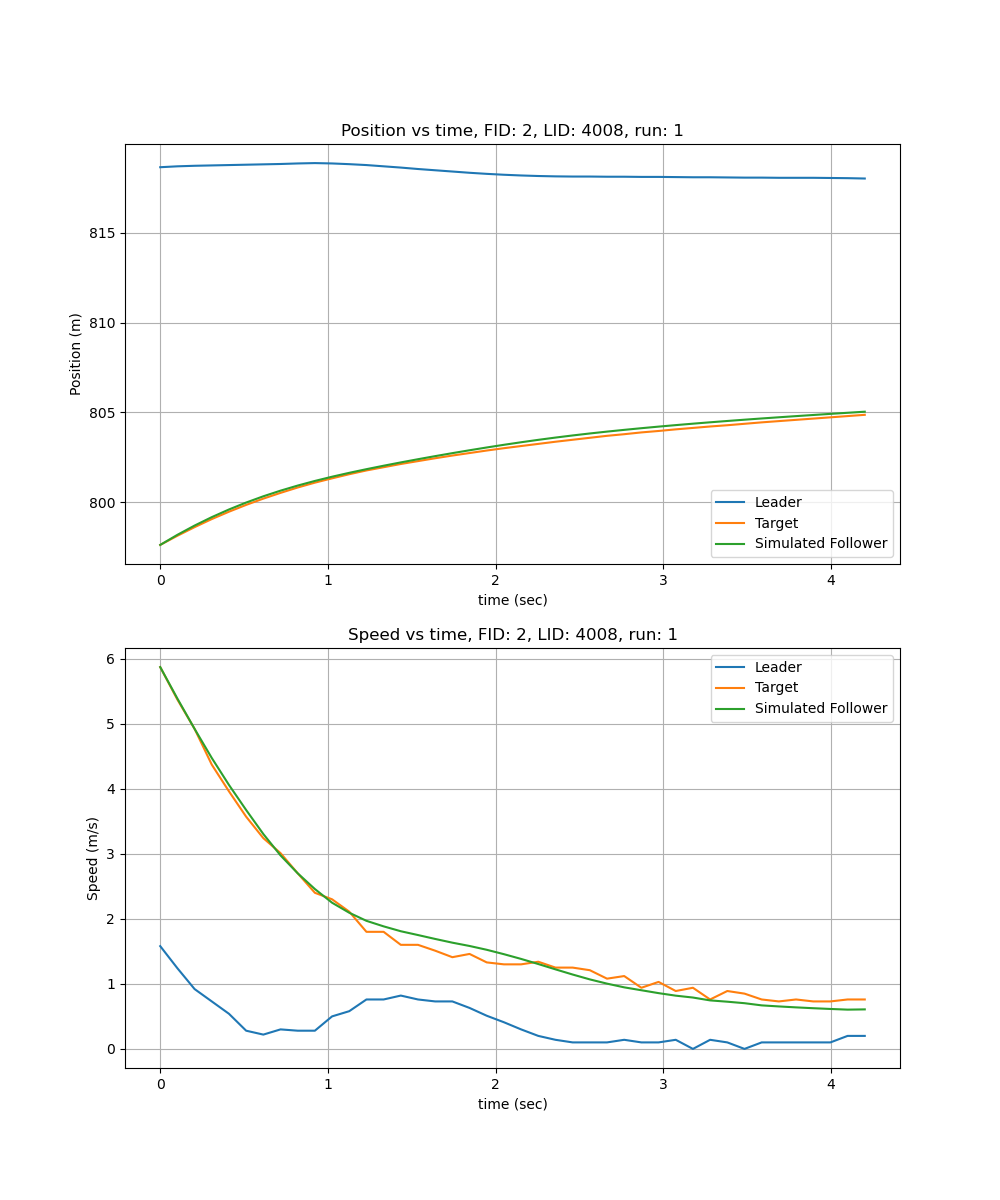 Position vs time, FID: 2, LID: 4008, run: 1
Position (m)
815
810
805
800
Leader
Target
Simulated Follower
0 1 2 3 4
time (sec)
Speed vs time, FID: 2, LID: 4008, run: 1
Speed (m/s)
6
5
4
3
2
1
0
Leader
Target
Simulated Follower
0 1 2 3 4
time (sec)